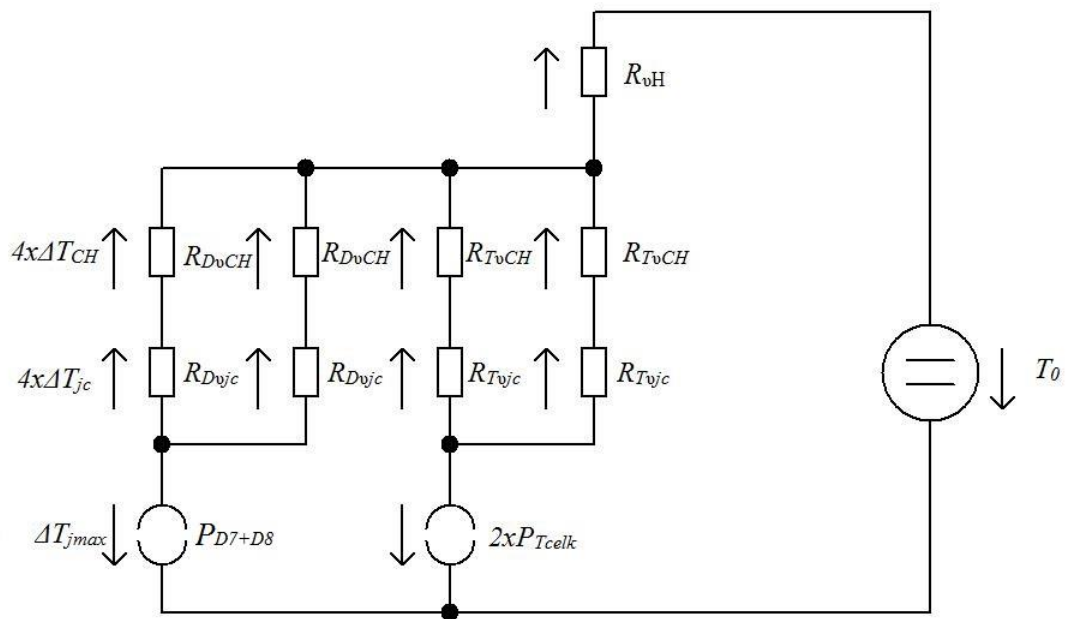 RυH
4xΔTCH RDυCH RDυCH RTυCH RTυCH
4xΔTjc RDυjc RDυjc RTυjc RTυjc
T0
ΔTjmax PD7+D8 2xPTcelk